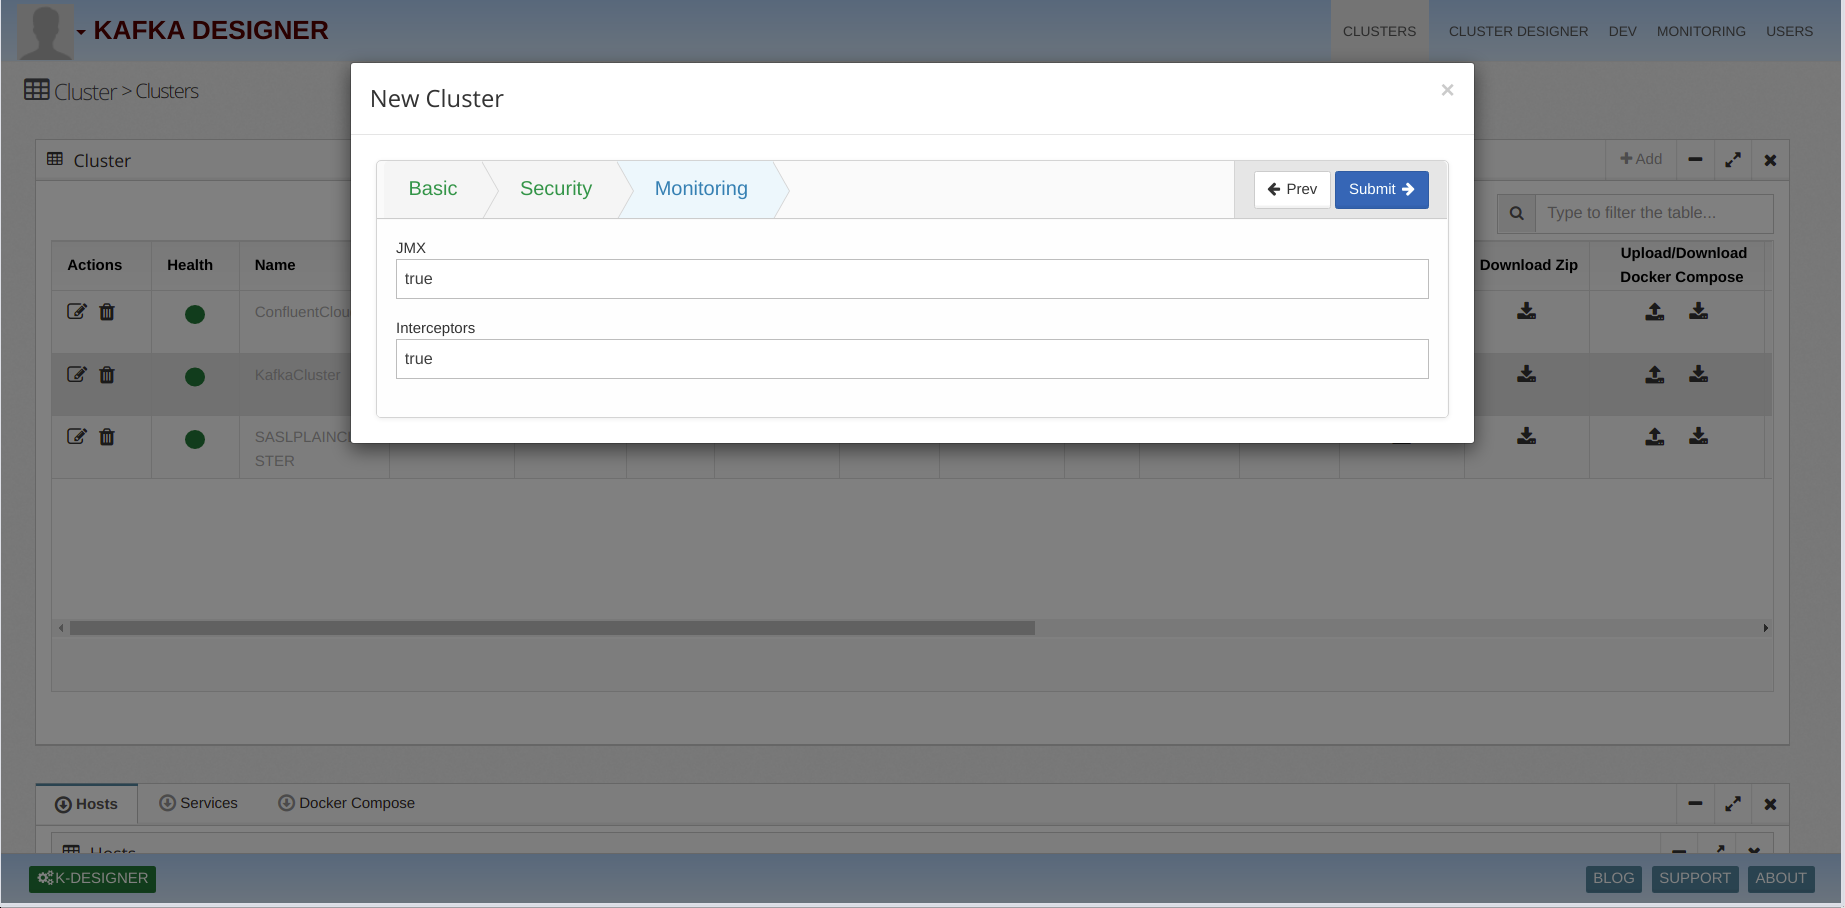 KAFKA DESIGNER
CLUSTERS
CLUSTER DESIGNER
DEV
MONITORING
USERS
Cluster > Clusters
New Cluster
×
Cluster
Add
Basic
Security
Monitoring
Prev
Submit
Type to filter the table...
JMX
true
Interceptors
true
Actions
Health
Name
Download Zip
Upload/Download
Docker Compose
ConfluentClou
KafkaCluster
SASLPLAINCL
STER
Hosts
Services
Docker Compose
Hosts
K-DESIGNER
BLOG
SUPPORT
ABOUT